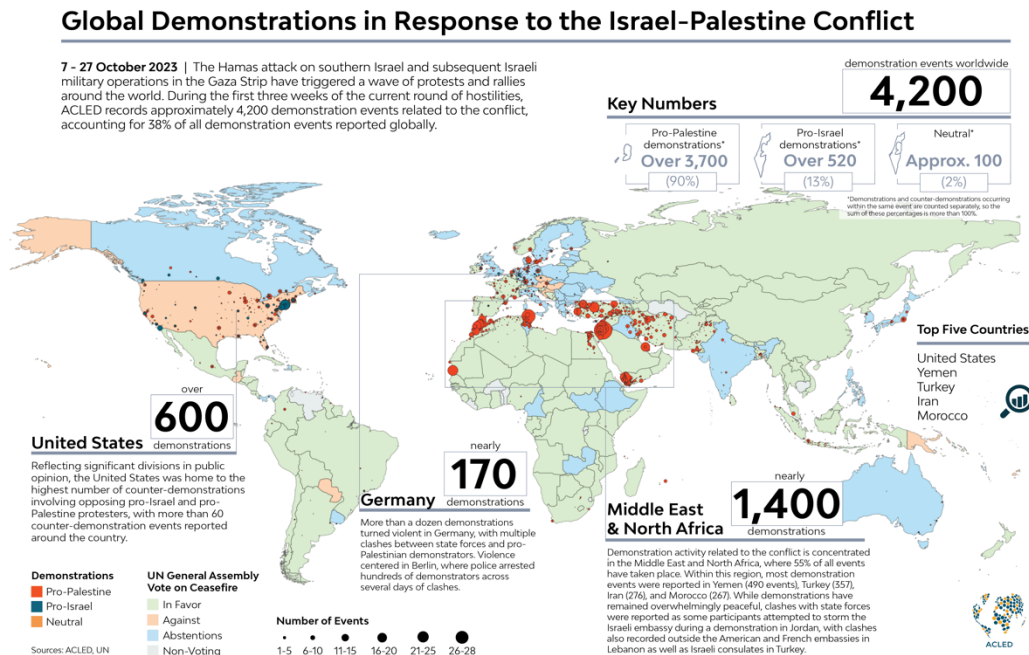 Global Demonstrations in Response to the Israel-Palestine Conflict
7 - 27 October 2023 | The Hamas attack on southern Israel and subsequent Israeli
military operations in the Gaza Strip have triggered a wave of protests and rallies
around the world. During the first three weeks of the current round of hostilities,
ACLED records approximately 4,200 demonstration events related to the conflict,
accounting for 38% of all demonstration events reported globally.
demonstration events worldwide
4,200
Key Numbers
Pro-Palestine
demonstrations*
Over 3,700
(90%)
Pro-Israel
demonstrations*
Over 520
(13%)
Neutral*
Approx. 100
(2%)
*Demonstrations and counter-demonstrations occurring
within the same event are counted separately, so the
sum of these percentages is more than 100%.
Top Five Countries
United States
Yemen
Turkey
Iran
Morocco
over
600
demonstrations
United States
Reflecting significant divisions in public
opinion, the United States was home to the
highest number of counter-demonstrations
involving opposing pro-Israel and pro-
Palestine protesters, with more than 60
counter-demonstration events reported
around the country.
nearly
170
demonstrations
Germany
More than a dozen demonstrations
turned violent in Germany, with multiple
clashes between state forces and pro-
Palestinian demonstrators. Violence
centered in Berlin, where police arrested
hundreds of demonstrators across
several days of clashes.
nearly
1,400
demonstrations
Middle East
& North Africa
Demonstration activity related to the conflict is concentrated
in the Middle East and North Africa, where 55% of all events
have taken place. Within this region, most demonstration
events were reported in Yemen (490 events), Turkey (357),
Iran (276), and Morocco (267). While demonstrations have
remained overwhelmingly peaceful, clashes with state forces
were reported as some participants attempted to storm the
Israeli embassy during a demonstration in Jordan, with clashes
also recorded outside the American and French embassies in
Lebanon as well as Israeli consulates in Turkey.
Demonstrations
Pro-Palestine
Pro-Israel
Neutral
UN General Assembly
Vote on Ceasefire
In Favor
Against
Abstentions
Non-Voting
Number of Events
1-5 6-10 11-15 16-20 21-25 26-28
Sources: ACLED, UN
ACLED